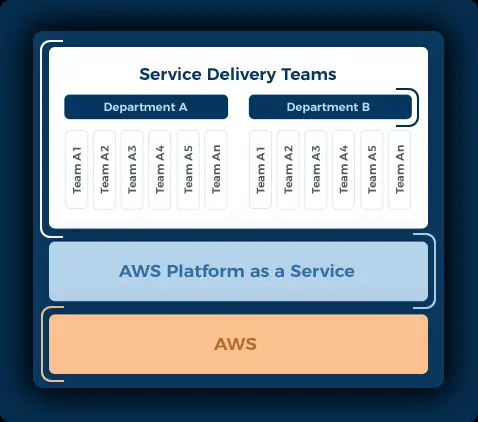 Service Delivery Teams
Department A
Department B
Team A1
Team A2
Team A3
Team A4
Team A5
Team An
Team A1
Team A2
Team A3
Team A4
Team A5
Team An
AWS Platform as a Service
AWS